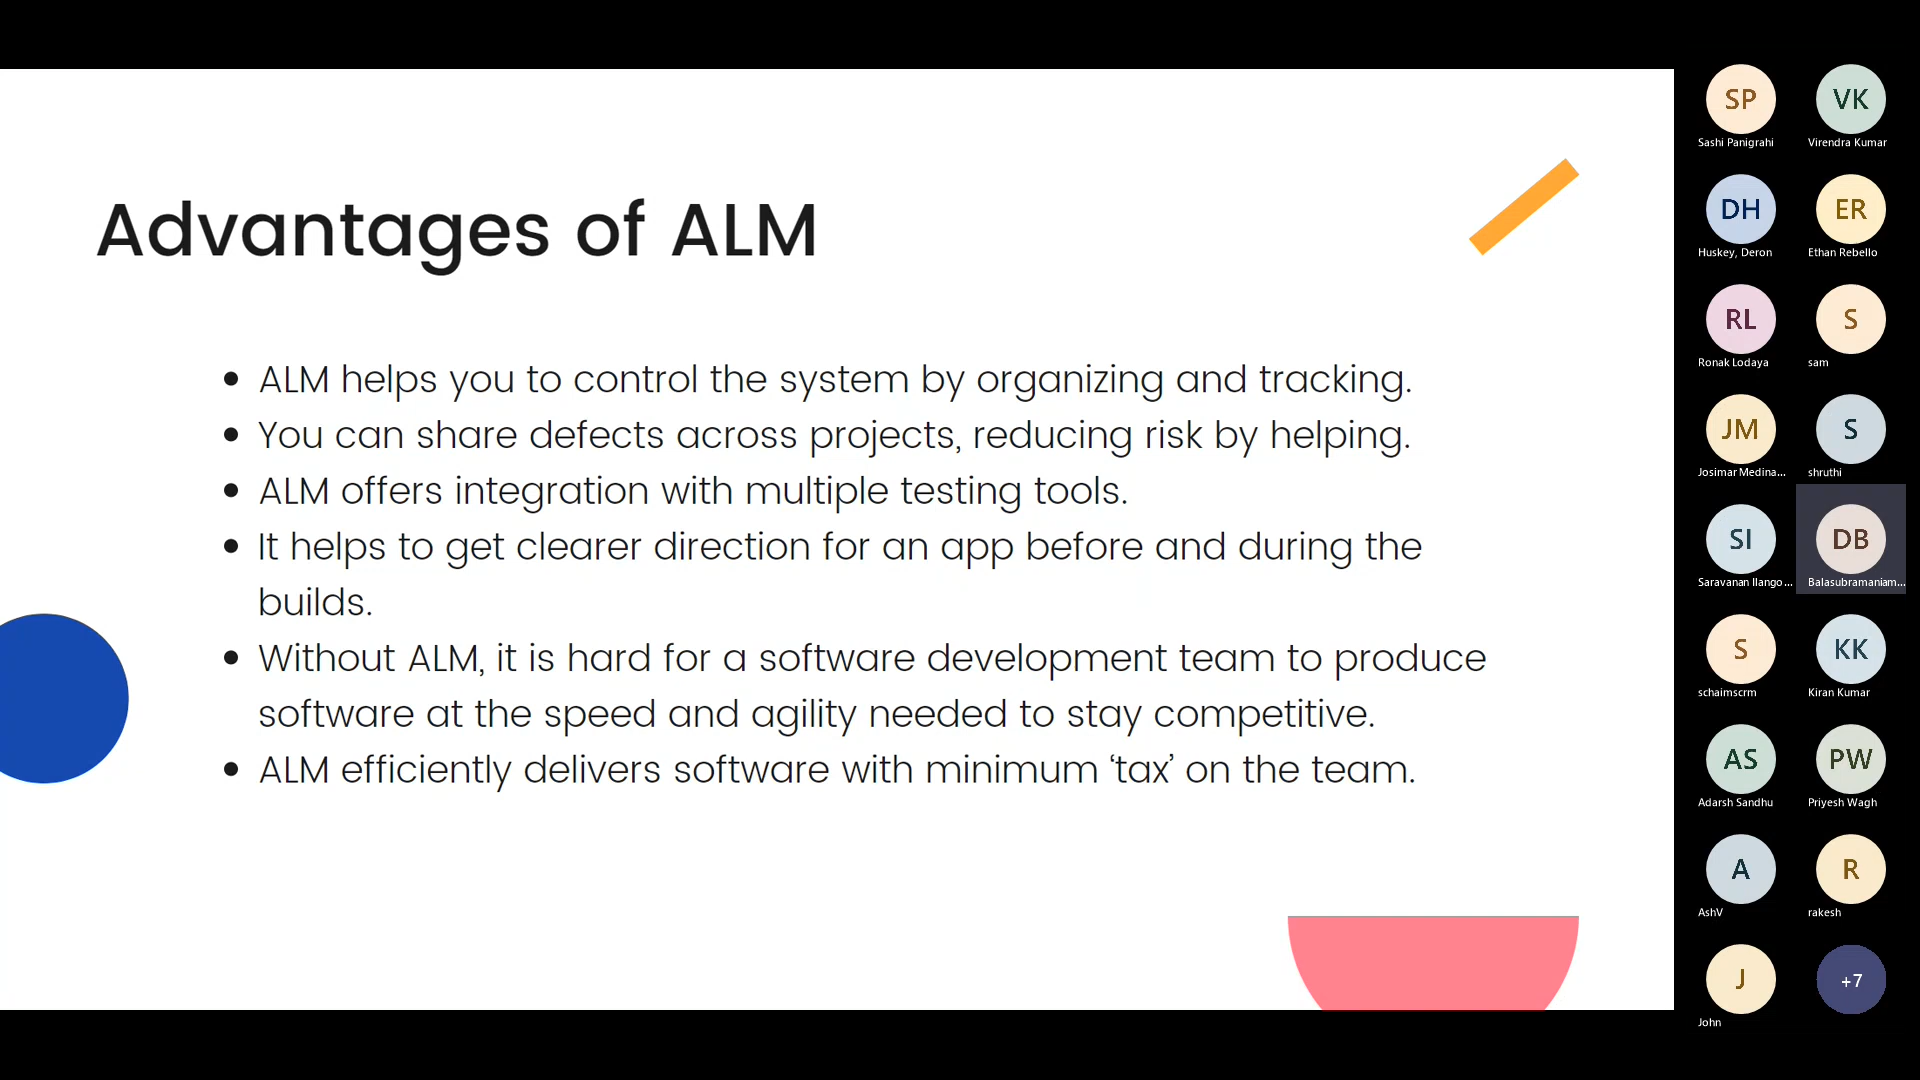 Advantages of ALM
ALM helps you to control the system by organizing and tracking.
You can share defects across projects, reducing risk by helping.
ALM offers integration with multiple testing tools.
It helps to get clearer direction for an app before and during the
builds.
Without ALM, it is hard for a software development team to produce
software at the speed and agility needed to stay competitive.
ALM efficiently delivers software with minimum ‘tax’ on the team.
SP
Sashi Panigrahi
VK
Virendra Kumar
DH
Huskey, Deron
ER
Ethan Rebello
RL
Ronak Lodaya
S
sam
JM
Josimar Medina...
S
shruthi
SI
Saravanan Ilango...
DB
Balasubramaniam...
S
schaimscrm
KK
Kiran Kumar
AS
Adarsh Sandhu
PW
Priyesh Wagh
A
AshV
R
rakesh
J
John
+7